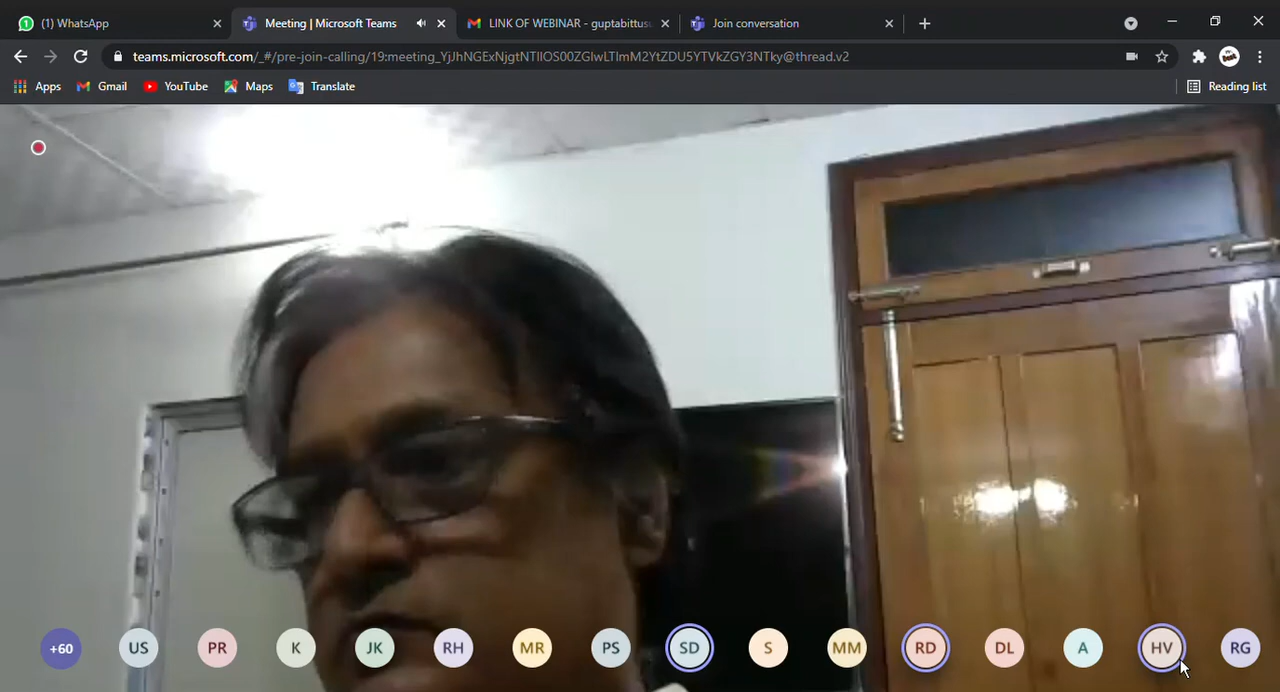 (1) WhatsApp
Meeting | Microsoft Teams
LINK OF WEBINAR - guptabittusu
Join conversation
teams.microsoft.com/_#/pre-join-calling/19:meeting_YjJhNGExNjgtNTllOS00ZGIwLTlmM2YtZDU5YTVkZGY3NTky@thread.v2
Apps
Gmail
YouTube
Maps
Translate
Reading list
+60
US
PR
K
JK
RH
MR
PS
SD
S
MM
RD
DL
A
HV
RG